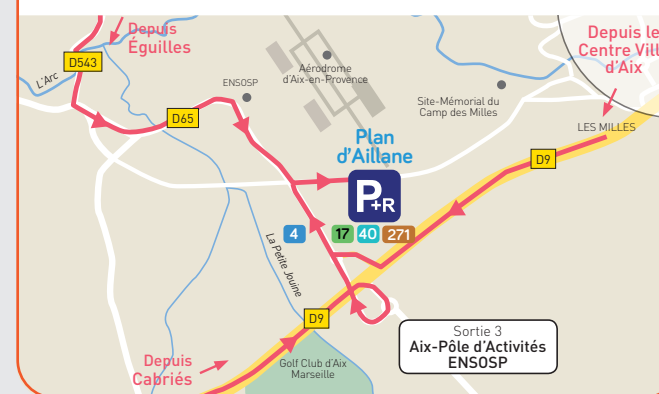 Depuis
Éguilles
Depuis le
Centre Vill
d'Aix
D543
L'Arc
Aérodrome
d'Aix-en-Provence
ENSOSP
Site-Mémorial du
Camp des Milles
D65
LES MILLES
Plan
d'Aillane
D9
P+R
4
17
40
271
La Petite Jouine
D9
Sortie 3
Aix-Pôle d'Activités
ENSOSP
Depuis
Cabriés
Golf Club d'Aix
Marseille